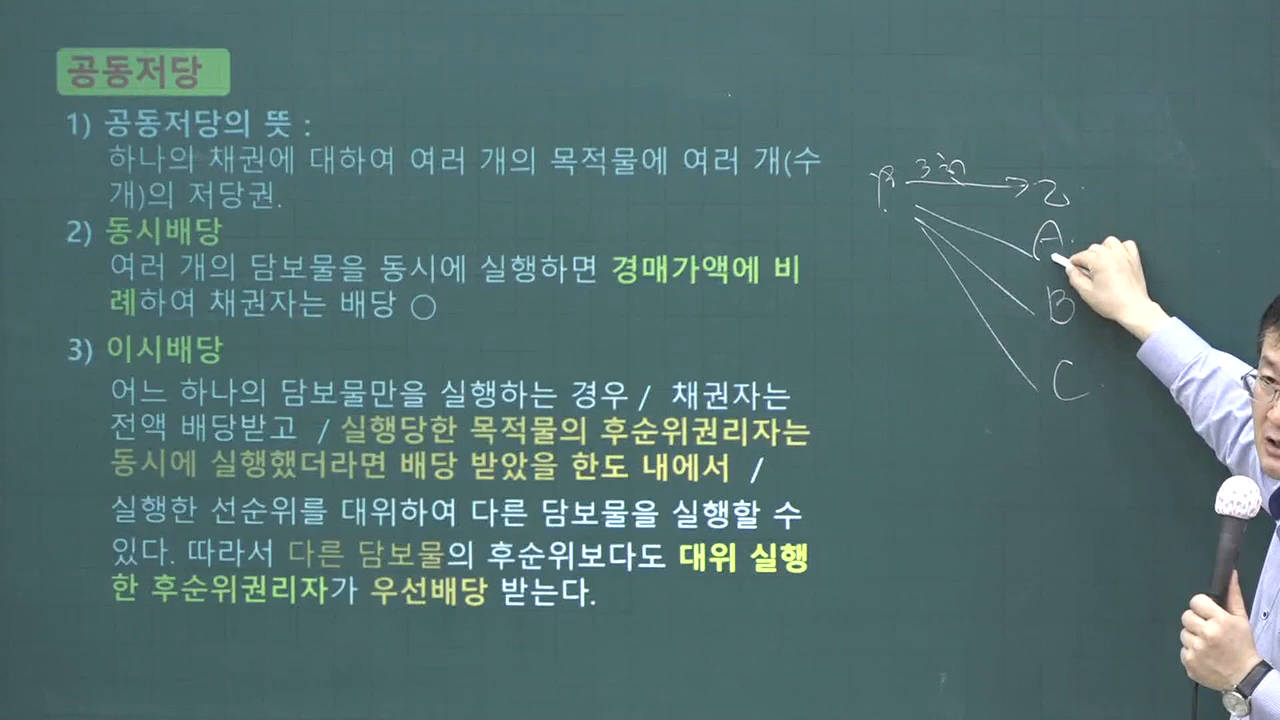 공동저당
1) 공동저당의 뜻 :
하나의 채권에 대하여 여러 개의 목적물에 여러 개(수
개)의 저당권.
2) 동시배당
여러 개의 담보물을 동시에 실행하면 경매가액에 비
례하여 채권자는 배당 ○
3) 이시배당
어느 하나의 담보물만을 실행하는 경우 / 채권자는
전액 배당받고 / 실행당한 목적물의 후순위권리자는
동시에 실행했더라면 배당 받았을 한도 내에서 /
실행한 선순위를 대위하여 다른 담보물을 실행할 수
있다. 따라서 다른 담보물의 후순위보다도 대위 실행
한 후순위권리자가 우선배당 받는다.
A
B
C